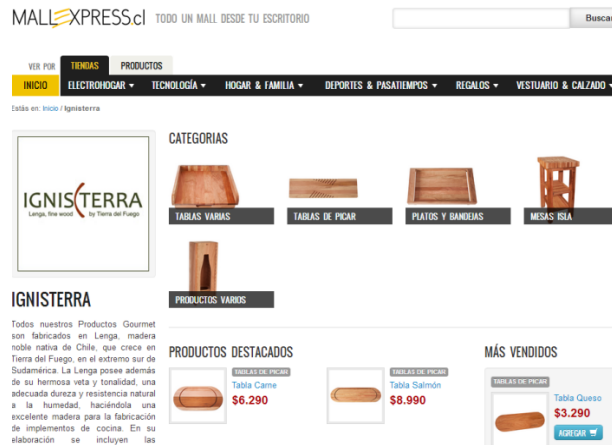 MALLEXPRESS.cl TODO UN MALL DESDE TU ESCRITORIO
Buscar
VER POR TIENDAS PRODUCTOS
INICIO ELECTROHOGAR TECNOLOGÍA HOGAR & FAMILIA DEPORTES & PASATIEMPOS REGALOS VESTUARIO & CALZADO
Estás en: Inicio / Ignisterra
CATEGORIAS
IGNISTERRA
Lenga, fine wood by Tierra del Fuego
TABLAS VARIAS
TABLAS DE PICAR
PLATOS Y BANDEJAS
MESAS ISLA
PRODUCTOS VARIOS
IGNISTERRA
Todos nuestros Productos Gourmet
son fabricados en Lenga, madera
noble nativa de Chile, que crece en
Tierra del Fuego, en el extremo sur de
Sudamérica. La Lenga posee además
de su hermosa veta y tonalidad, una
adecuada dureza y resistencia natural
a la humedad, haciéndola una
excelente madera para la fabricación
de implementos de cocina. En su
elaboración se incluyen las
PRODUCTOS DESTACADOS
TABLAS DE PICAR
Tabla Carne
$6.290
TABLAS DE PICAR
Tabla Salmón
$8.990
MÁS VENDIDOS
TABLAS DE PICAR
Tabla Queso
$3.290
AGREGAR